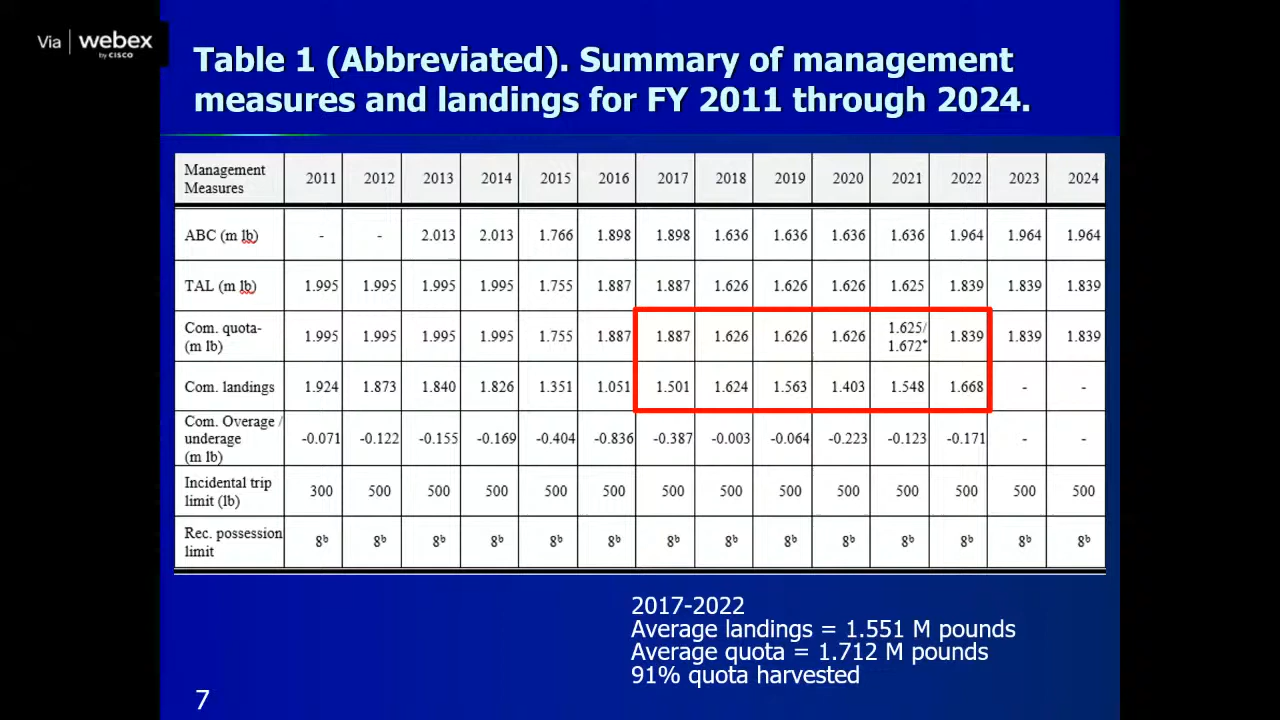 Via webex
by CISCO
Table 1 (Abbreviated). Summary of management
measures and landings for FY 2011 through 2024.
Management
Measures 2011 2012 2013 2014 2015 2016 2017 2018 2019 2020 2021 2022 2023 2024
ABC (m lb) - - 2.013 2.013 1.766 1.898 1.898 1.636 1.636 1.636 1.636 1.964 1.964 1.964
TAL (m lb) 1.995 1.995 1.995 1.995 1.755 1.887 1.887 1.626 1.626 1.626 1.625 1.839 1.839 1.839
Com. quota-
(m lb) 1.995 1.995 1.995 1.995 1.755 1.887 1.887 1.626 1.626 1.626 1.625/
1.672* 1.839 1.839 1.839
Com. landings 1.924 1.873 1.840 1.826 1.351 1.051 1.501 1.624 1.563 1.403 1.548 1.668 - -
Com. Overage /
underage
(m lb) -0.071 -0.122 -0.155 -0.169 -0.404 -0.836 -0.387 -0.003 -0.064 -0.223 -0.123 -0.171 - -
Incidental trip
limit (lb) 300 500 500 500 500 500 500 500 500 500 500 500 500 500
Rec. possession
limit 8ᵇ 8ᵇ 8ᵇ 8ᵇ 8ᵇ 8ᵇ 8ᵇ 8ᵇ 8ᵇ 8ᵇ 8ᵇ 8ᵇ 8ᵇ 8ᵇ
2017-2022
Average landings = 1.551 M pounds
Average quota = 1.712 M pounds
91% quota harvested
7